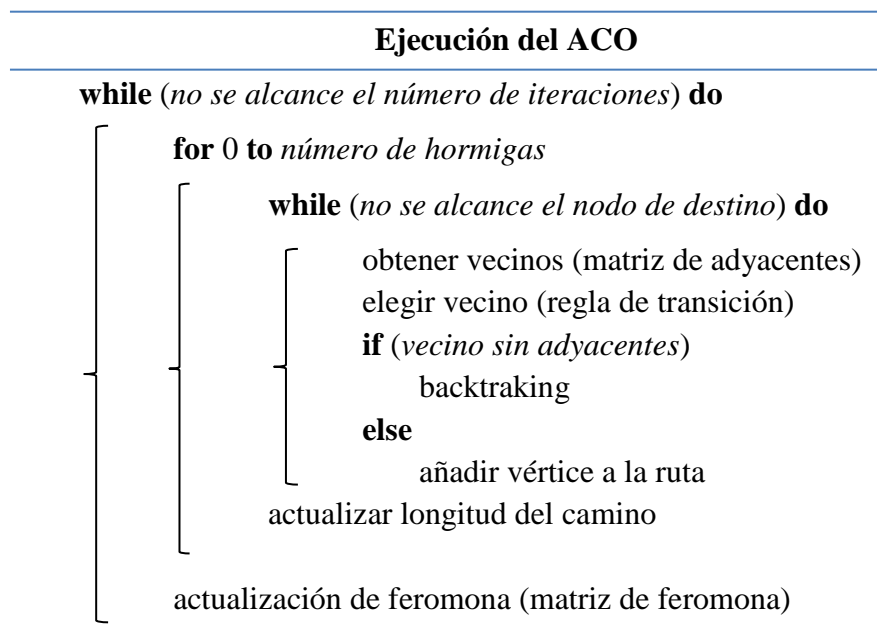 Ejecución del ACO
while (no se alcance el número de iteraciones) do
for 0 to número de hormigas
while (no se alcance el nodo de destino) do
obtener vecinos (matriz de adyacentes)
elegir vecino (regla de transición)
if (vecino sin adyacentes)
backtraking
else
añadir vértice a la ruta
actualizar longitud del camino
actualización de feromona (matriz de feromona)